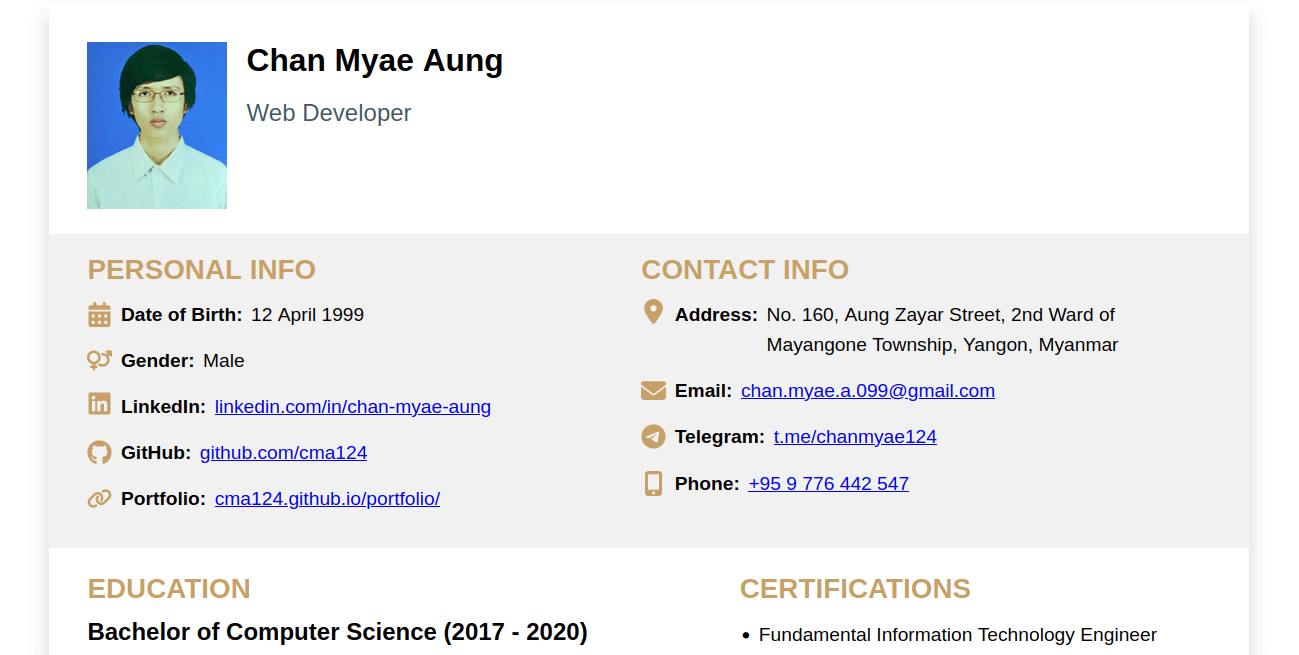 Chan Myae Aung
Web Developer
PERSONAL INFO
Date of Birth: 12 April 1999
Gender: Male
LinkedIn: linkedin.com/in/chan-myae-aung
GitHub: github.com/cma124
Portfolio: cma124.github.io/portfolio/
CONTACT INFO
Address: No. 160, Aung Zayar Street, 2nd Ward of
Mayangone Township, Yangon, Myanmar
Email: chan.myae.a.099@gmail.com
Telegram: t.me/chanmyae124
Phone: +95 9 776 442 547
EDUCATION
Bachelor of Computer Science (2017 - 2020)
CERTIFICATIONS
• Fundamental Information Technology Engineer